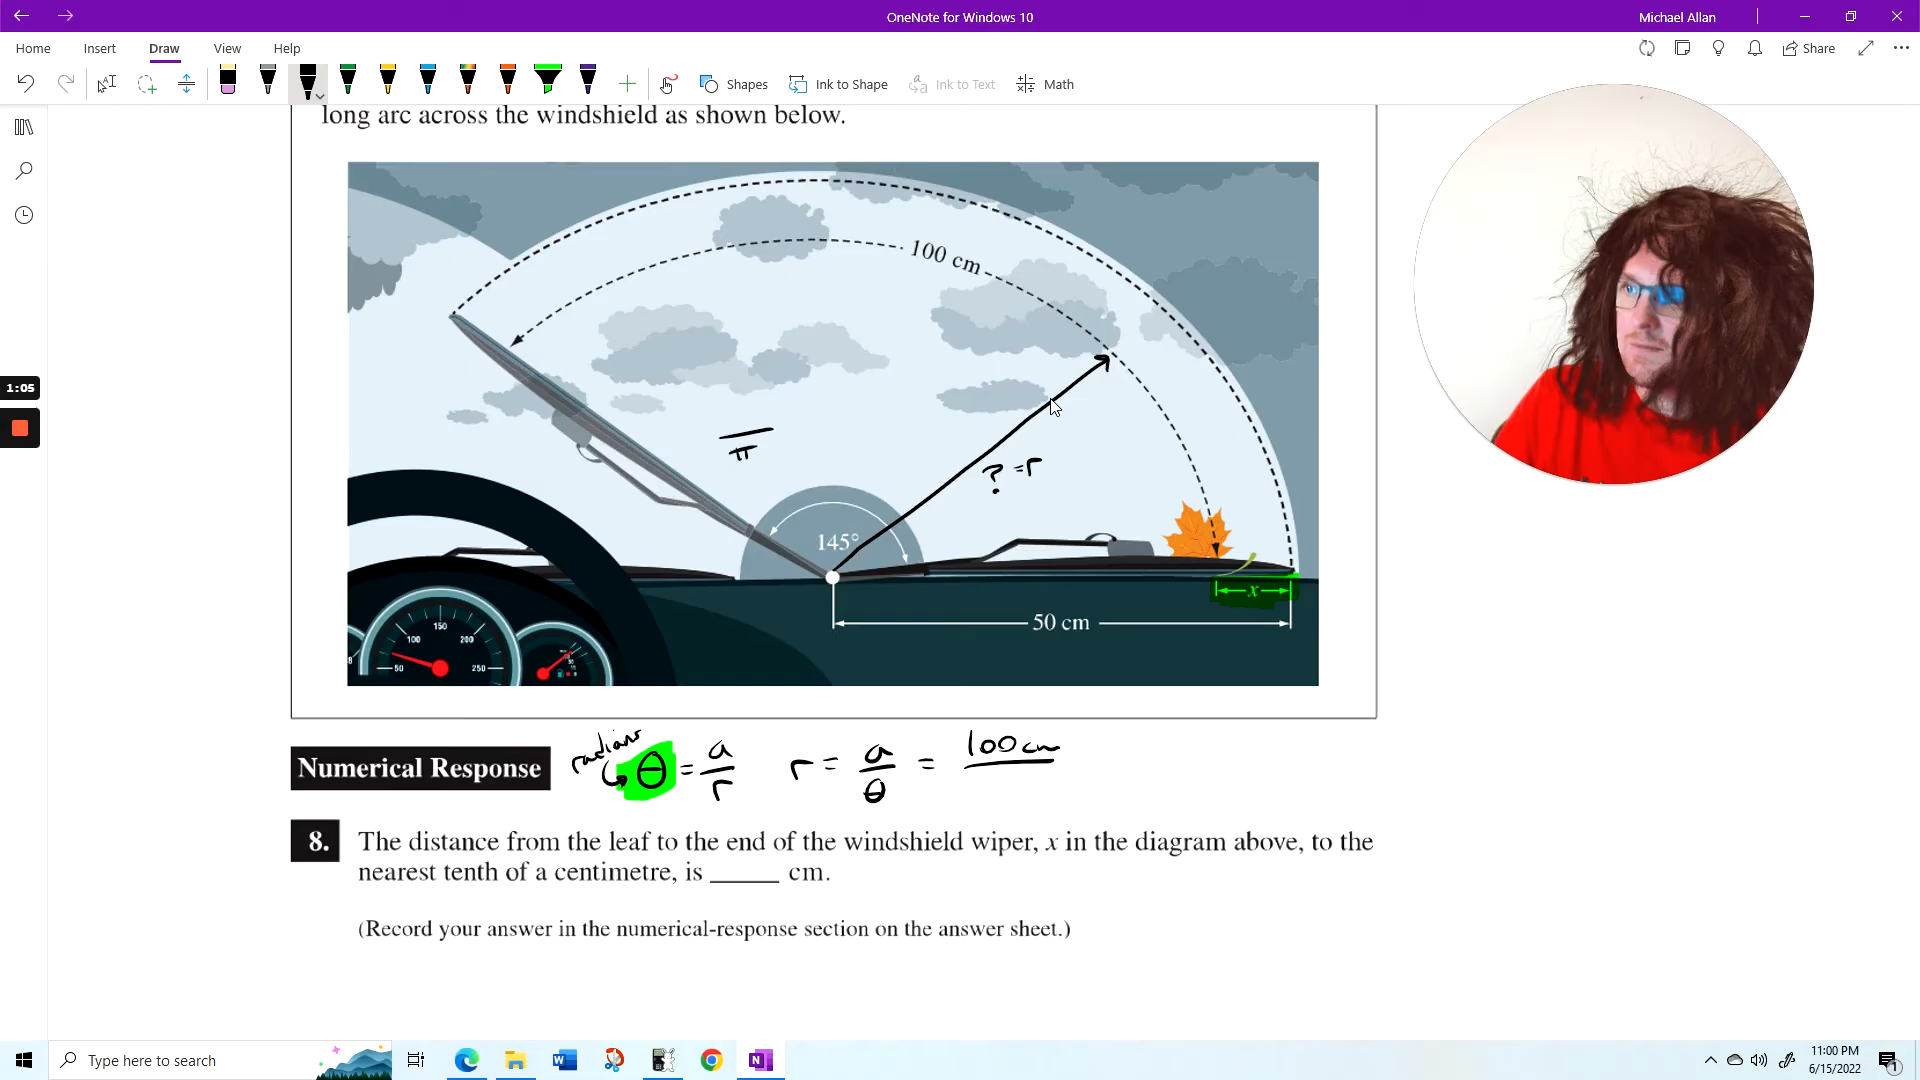 OneNote for Windows 10
Michael Allan
Home Insert Draw View Help
Share
Shapes
Ink to Shape
Ink to Text
Math
long arc across the windshield as shown below.
100 cm
? = r
π
145°
x
50 cm
50 100 150 200 250
1:05
Numerical Response
radians
θ = a/r r = a/θ = 100 cm
8. The distance from the leaf to the end of the windshield wiper, x in the diagram above, to the
nearest tenth of a centimetre, is ______ cm.
(Record your answer in the numerical-response section on the answer sheet.)
Type here to search
11:00 PM
6/15/2022